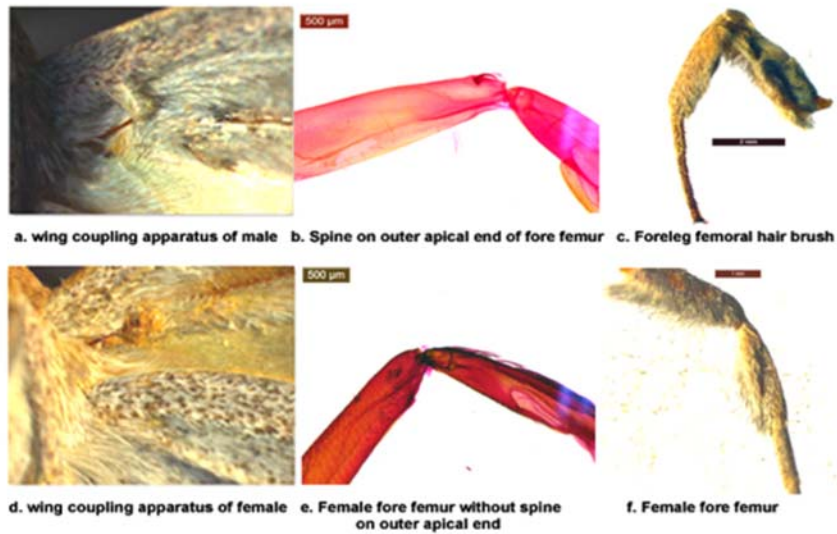 500 µm
a. wing coupling apparatus of male b. Spine on outer apical end of fore femur c. Foreleg femoral hair brush
500 µm
d. wing coupling apparatus of female e. Female fore femur without spine
on outer apical end
f. Female fore femur